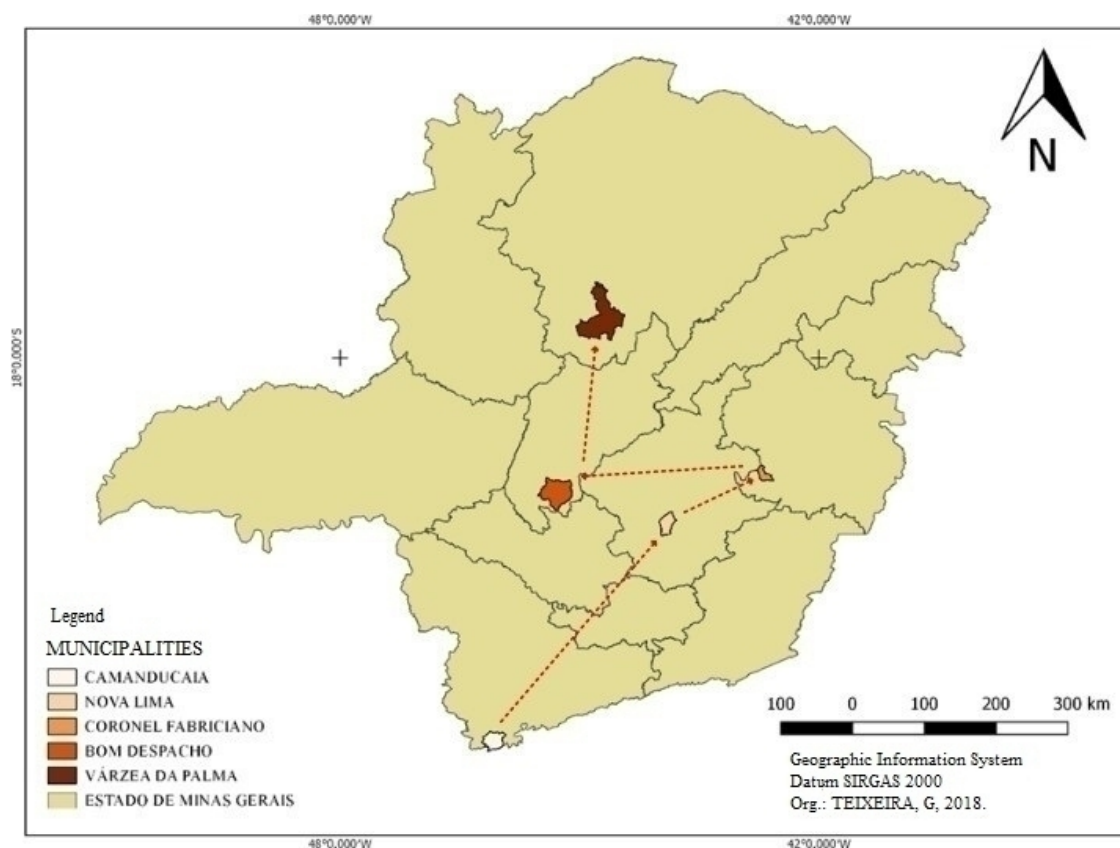 48°0.000'W 42°0.000'W
N
18°0.000'S
Legend
MUNICIPALITIES
CAMANDUCAIA
NOVA LIMA
CORONEL FABRICIANO
BOM DESPACHO
VÁRZEA DA PALMA
ESTADO DE MINAS GERAIS
100 0 100 200 300 km
Geographic Information System
Datum SIRGAS 2000
Org.: TEIXEIRA, G, 2018.
48°0.000'W 42°0.000'W